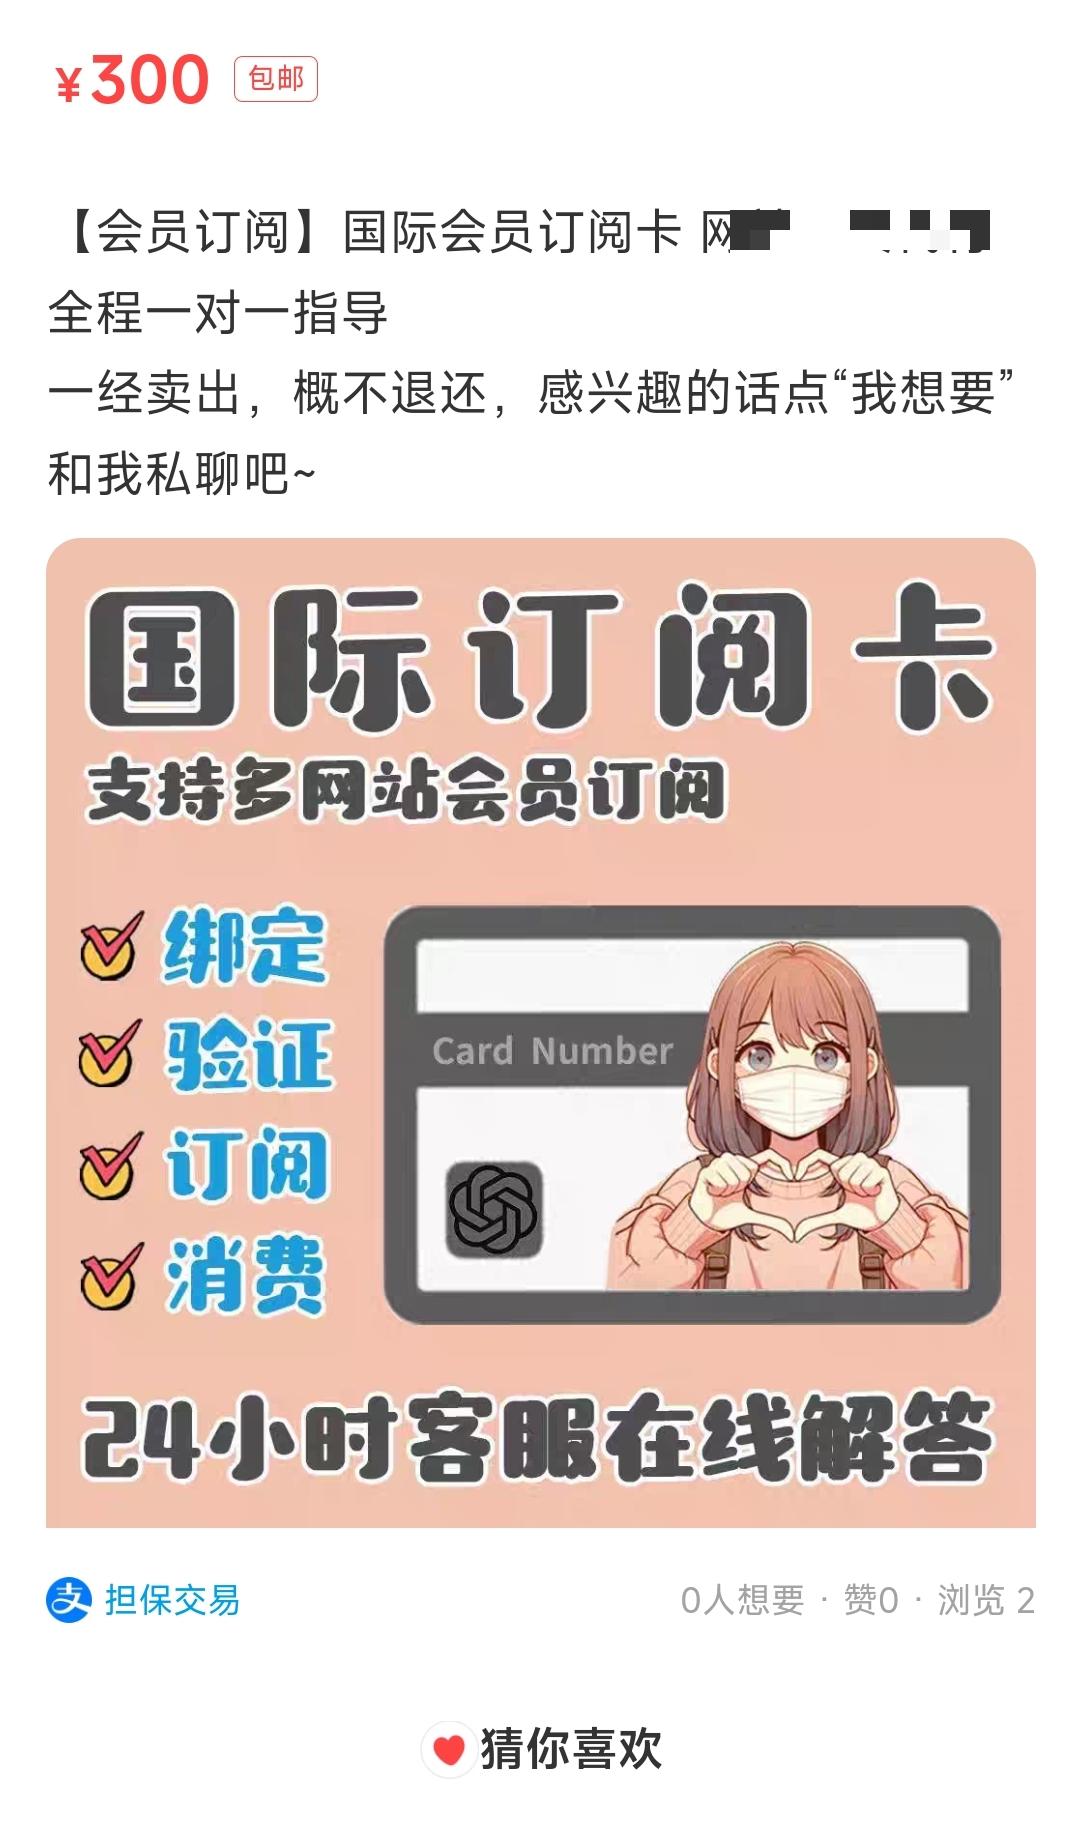 ¥300 包邮
【会员订阅】国际会员订阅卡 网
全程一对一指导
一经卖出，概不退还，感兴趣的话点“我想要”
和我私聊吧~
国际订阅卡
支持多网站会员订阅
绑定
验证
订阅
消费
Card Number
24小时客服在线解答
支 担保交易
0人想要 · 赞0 · 浏览 2
猜你喜欢